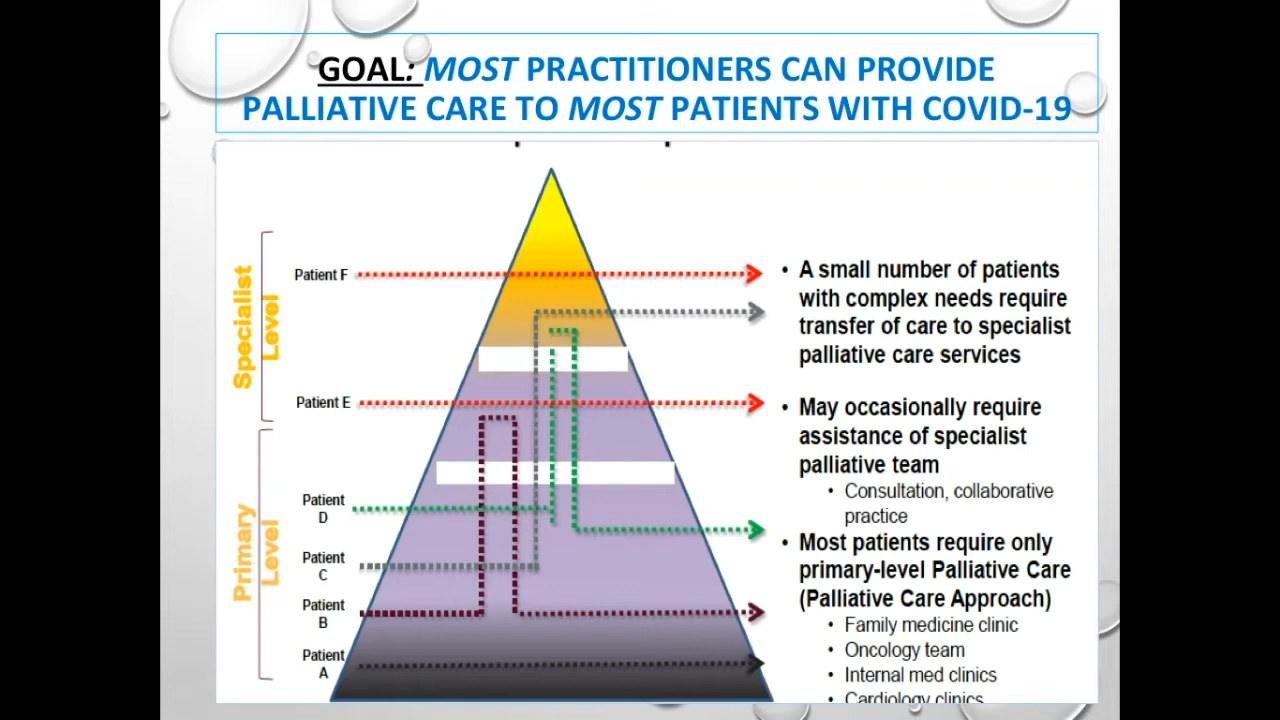 GOAL: MOST PRACTITIONERS CAN PROVIDE
PALLIATIVE CARE TO MOST PATIENTS WITH COVID-19
Specialist
Level
Primary
Level
Patient F
Patient E
Patient
D
Patient
C
Patient
B
Patient
A
• A small number of patients
with complex needs require
transfer of care to specialist
palliative care services
• May occasionally require
assistance of specialist
palliative team
• Consultation, collaborative
practice
• Most patients require only
primary-level Palliative Care
(Palliative Care Approach)
• Family medicine clinic
• Oncology team
• Internal med clinics
• Cardiology clinics